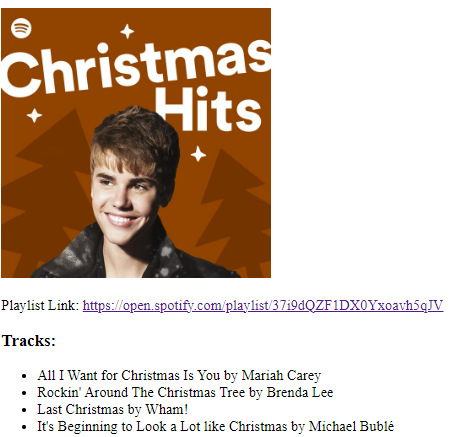 Christmas
Hits
Playlist Link: https://open.spotify.com/playlist/37i9dQZF1DX0Yxoavh5qJV
Tracks:
All I Want for Christmas Is You by Mariah Carey
Rockin' Around The Christmas Tree by Brenda Lee
Last Christmas by Wham!
It's Beginning to Look a Lot like Christmas by Michael Bublé